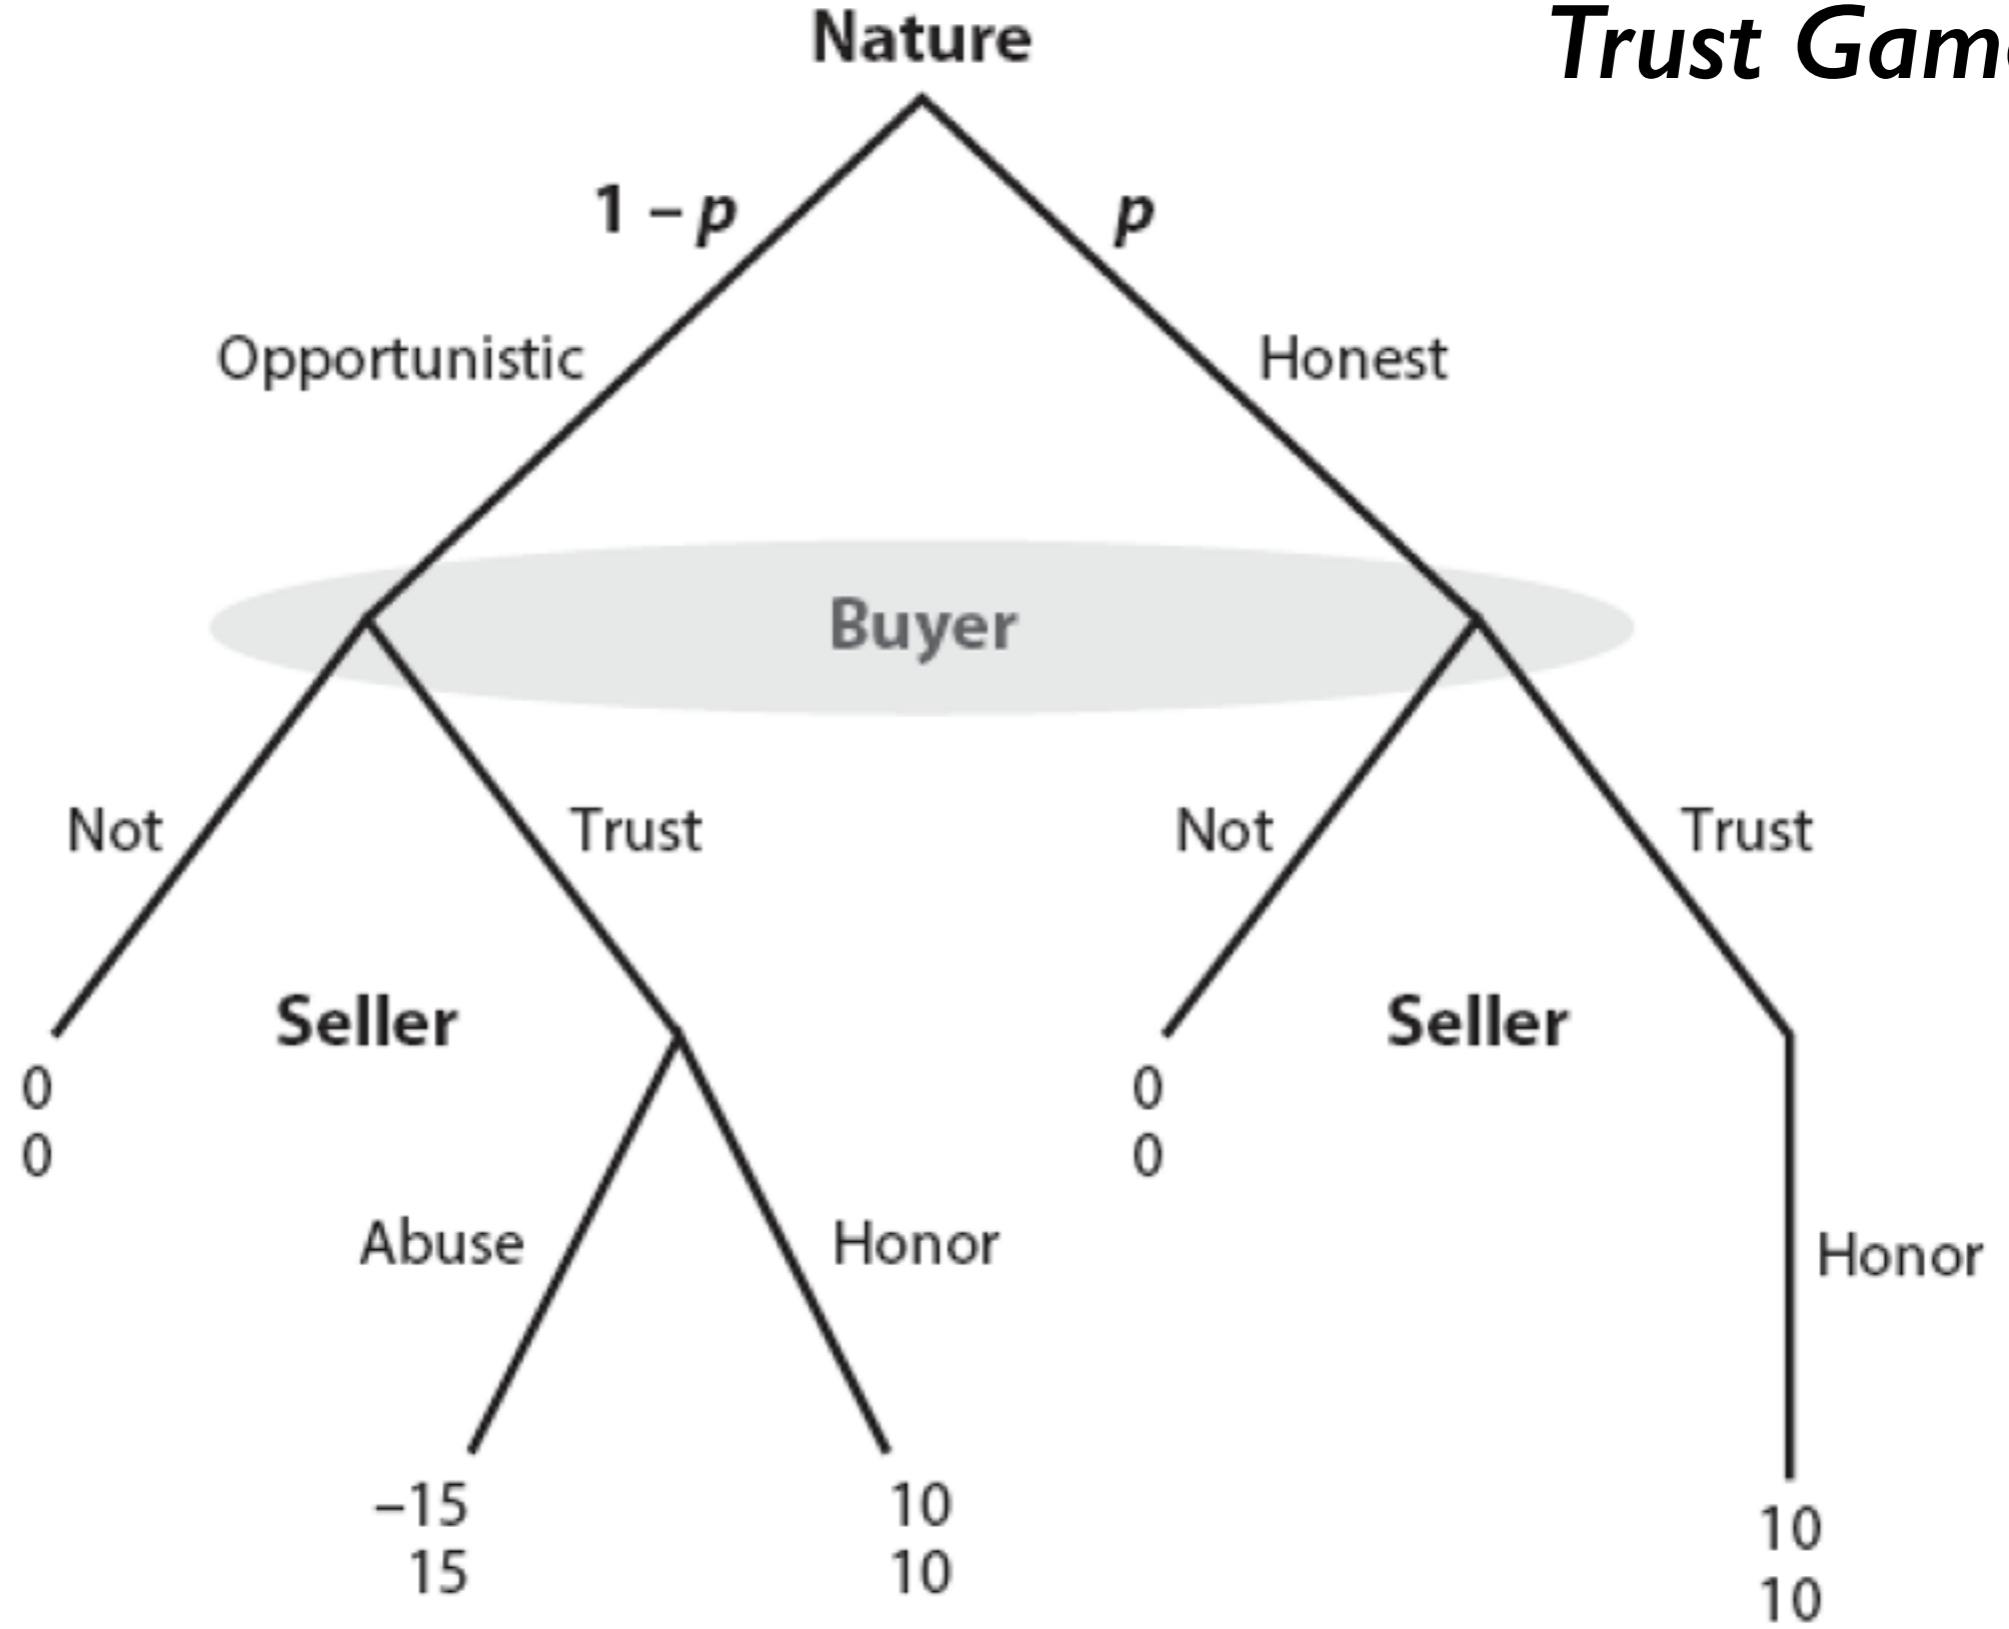 Nature
Trust Gam
1 – p
p
Opportunistic
Honest
Buyer
Not
Trust
Not
Trust
Seller
Seller
0
0
0
0
Abuse
Honor
Honor
–15
15
10
10
10
10